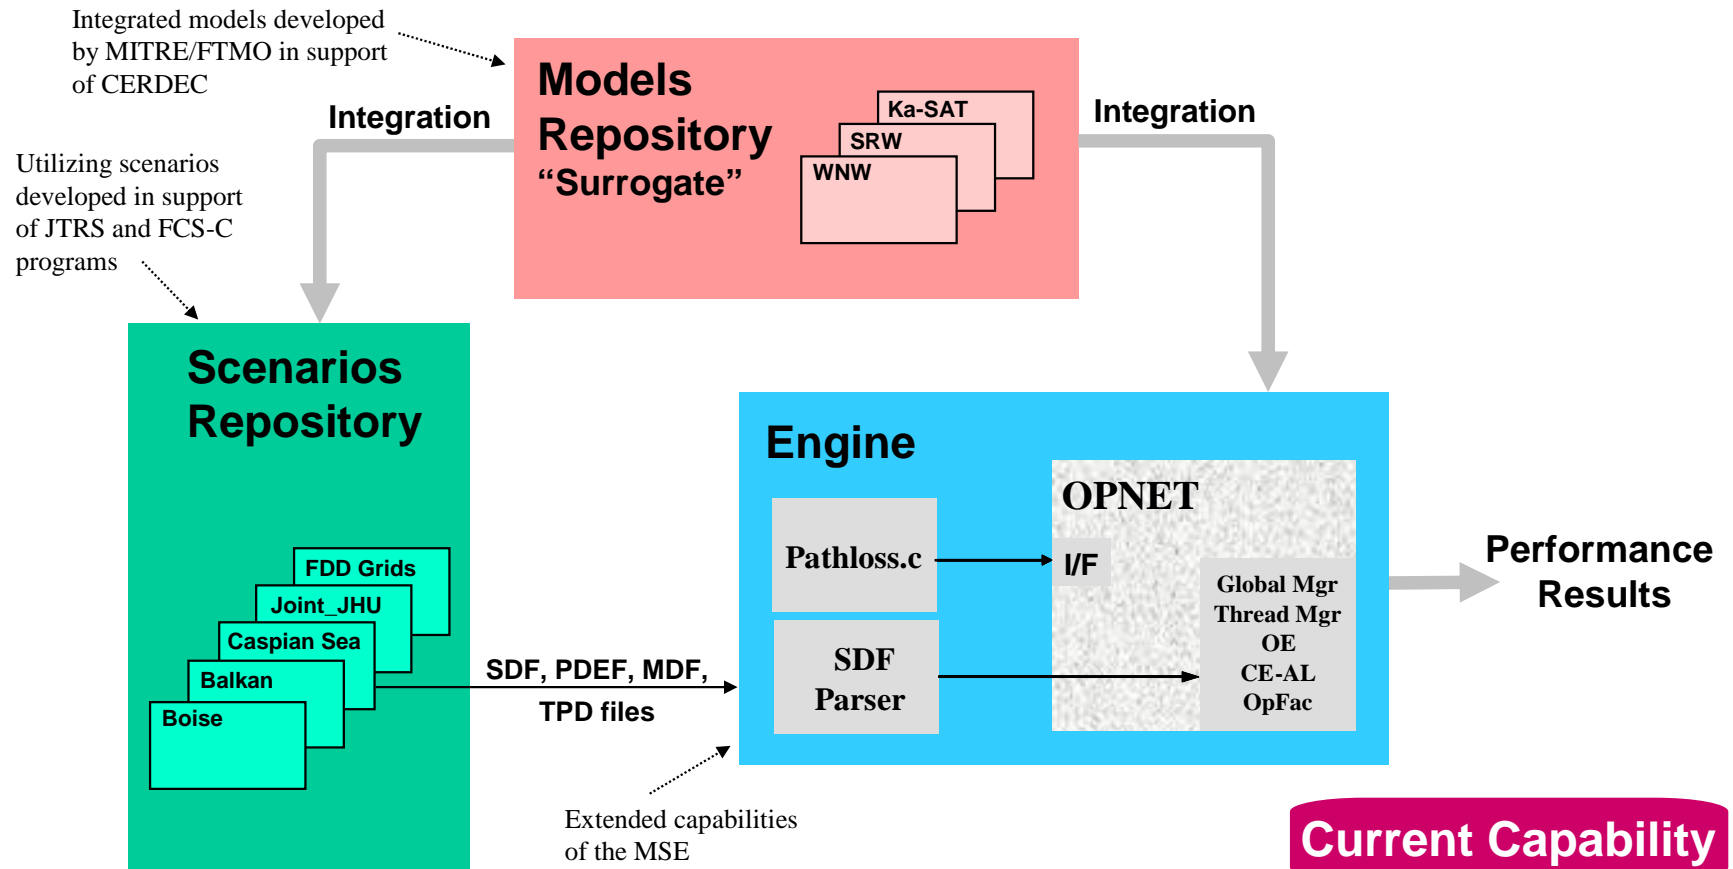 Integrated models developed
by MITRE/FTMO in support
of CERDEC
Models
Repository
“Surrogate”
Ka-SAT
SRW
WNW
Integration
Integration
Utilizing scenarios
developed in support
of JTRS and FCS-C
programs
Scenarios
Repository
FDD Grids
Joint_JHU
Caspian Sea
Balkan
Boise
SDF, PDEF, MDF,
TPD files
Engine
Pathloss.c
SDF
Parser
OPNET
I/F
Global Mgr
Thread Mgr
OE
CE-AL
OpFac
Performance
Results
Extended capabilities
of the MSE
Current Capability